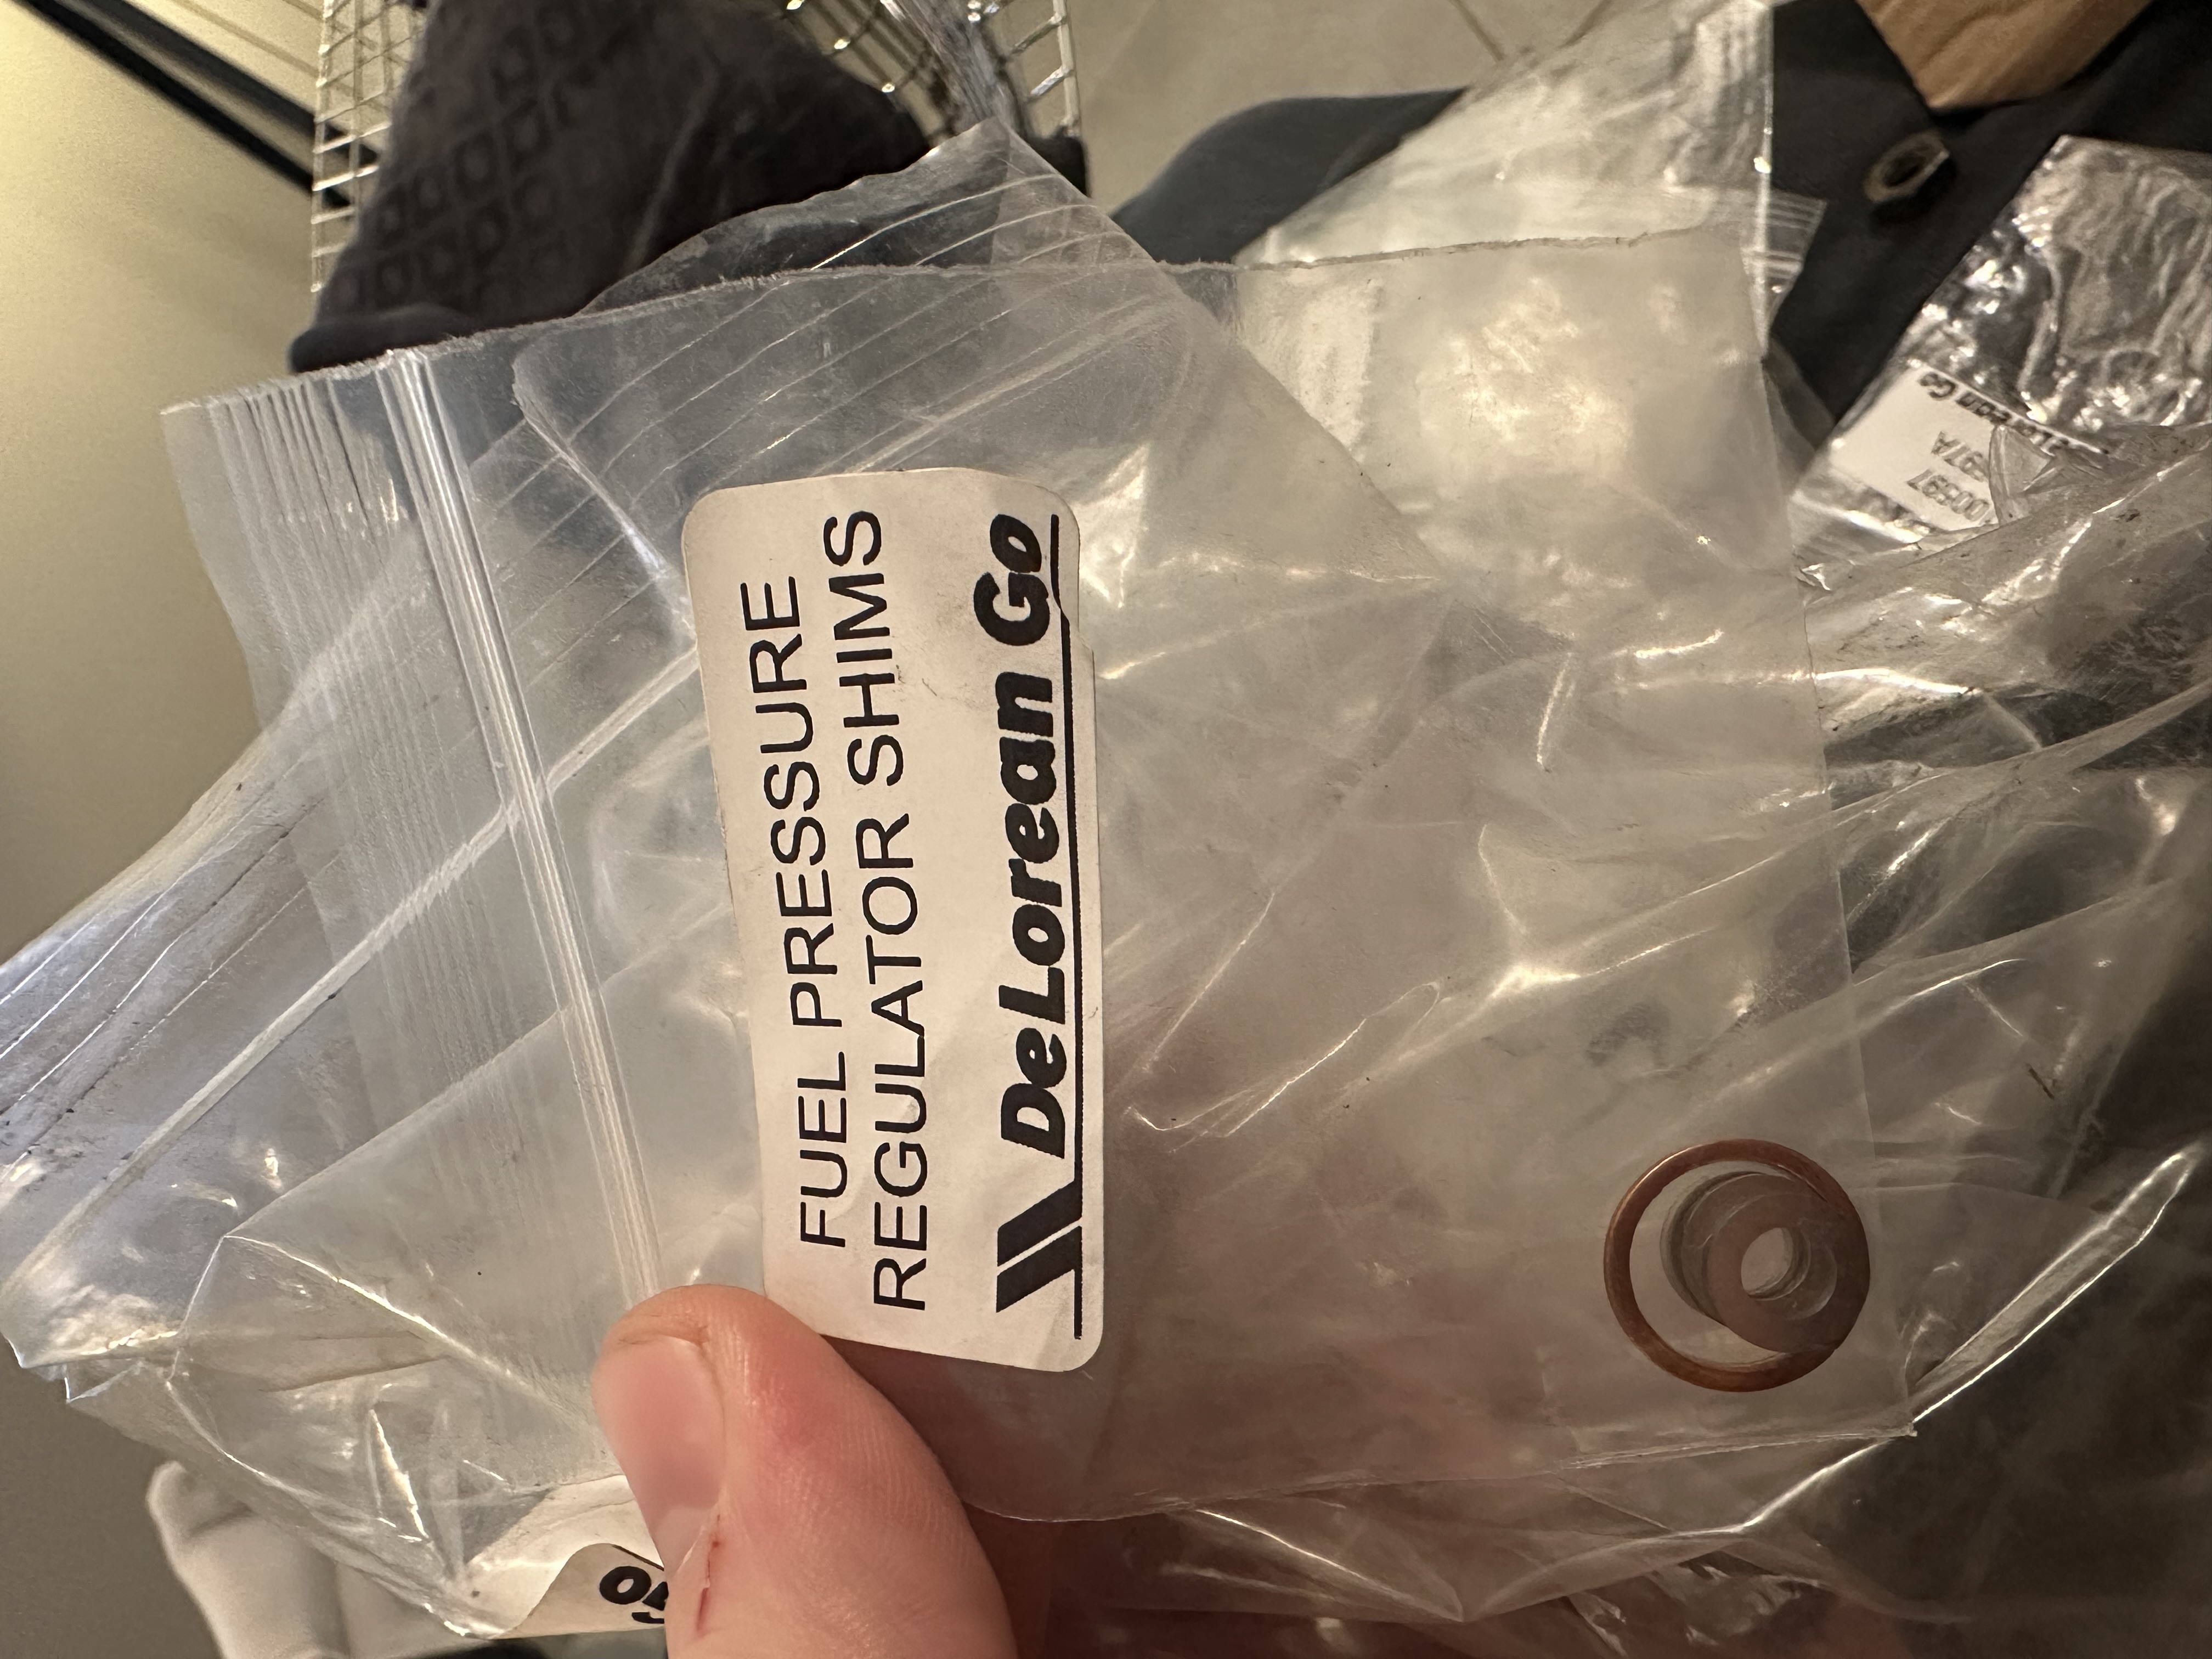 FUEL PRESSURE
REGULATOR SHIMS
DeLorean Go